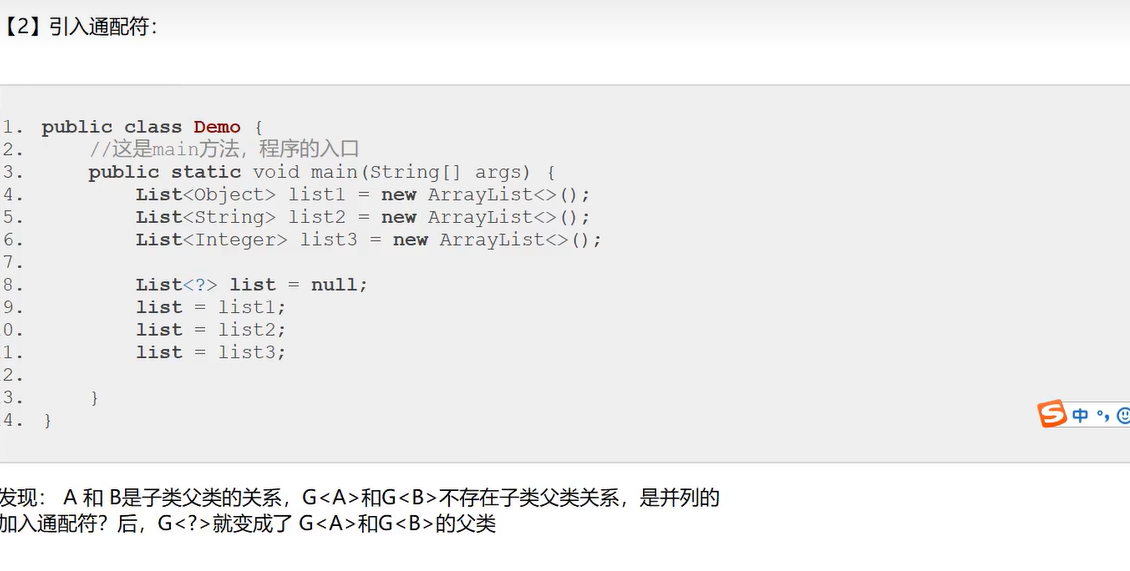 【2】引入通配符：
1. public class Demo {
2. //这是main方法，程序的入口
3. public static void main(String[] args) {
4. List<Object> list1 = new ArrayList<>();
5. List<String> list2 = new ArrayList<>();
6. List<Integer> list3 = new ArrayList<>();
7.
8. List<?> list = null;
9. list = list1;
0. list = list2;
1. list = list3;
2.
3. }
4. }
S 中 °,
发现： A 和 B是子类父类的关系，G<A>和G<B>不存在子类父类关系，是并列的
加入通配符？后，G<?>就变成了 G<A>和G<B>的父类